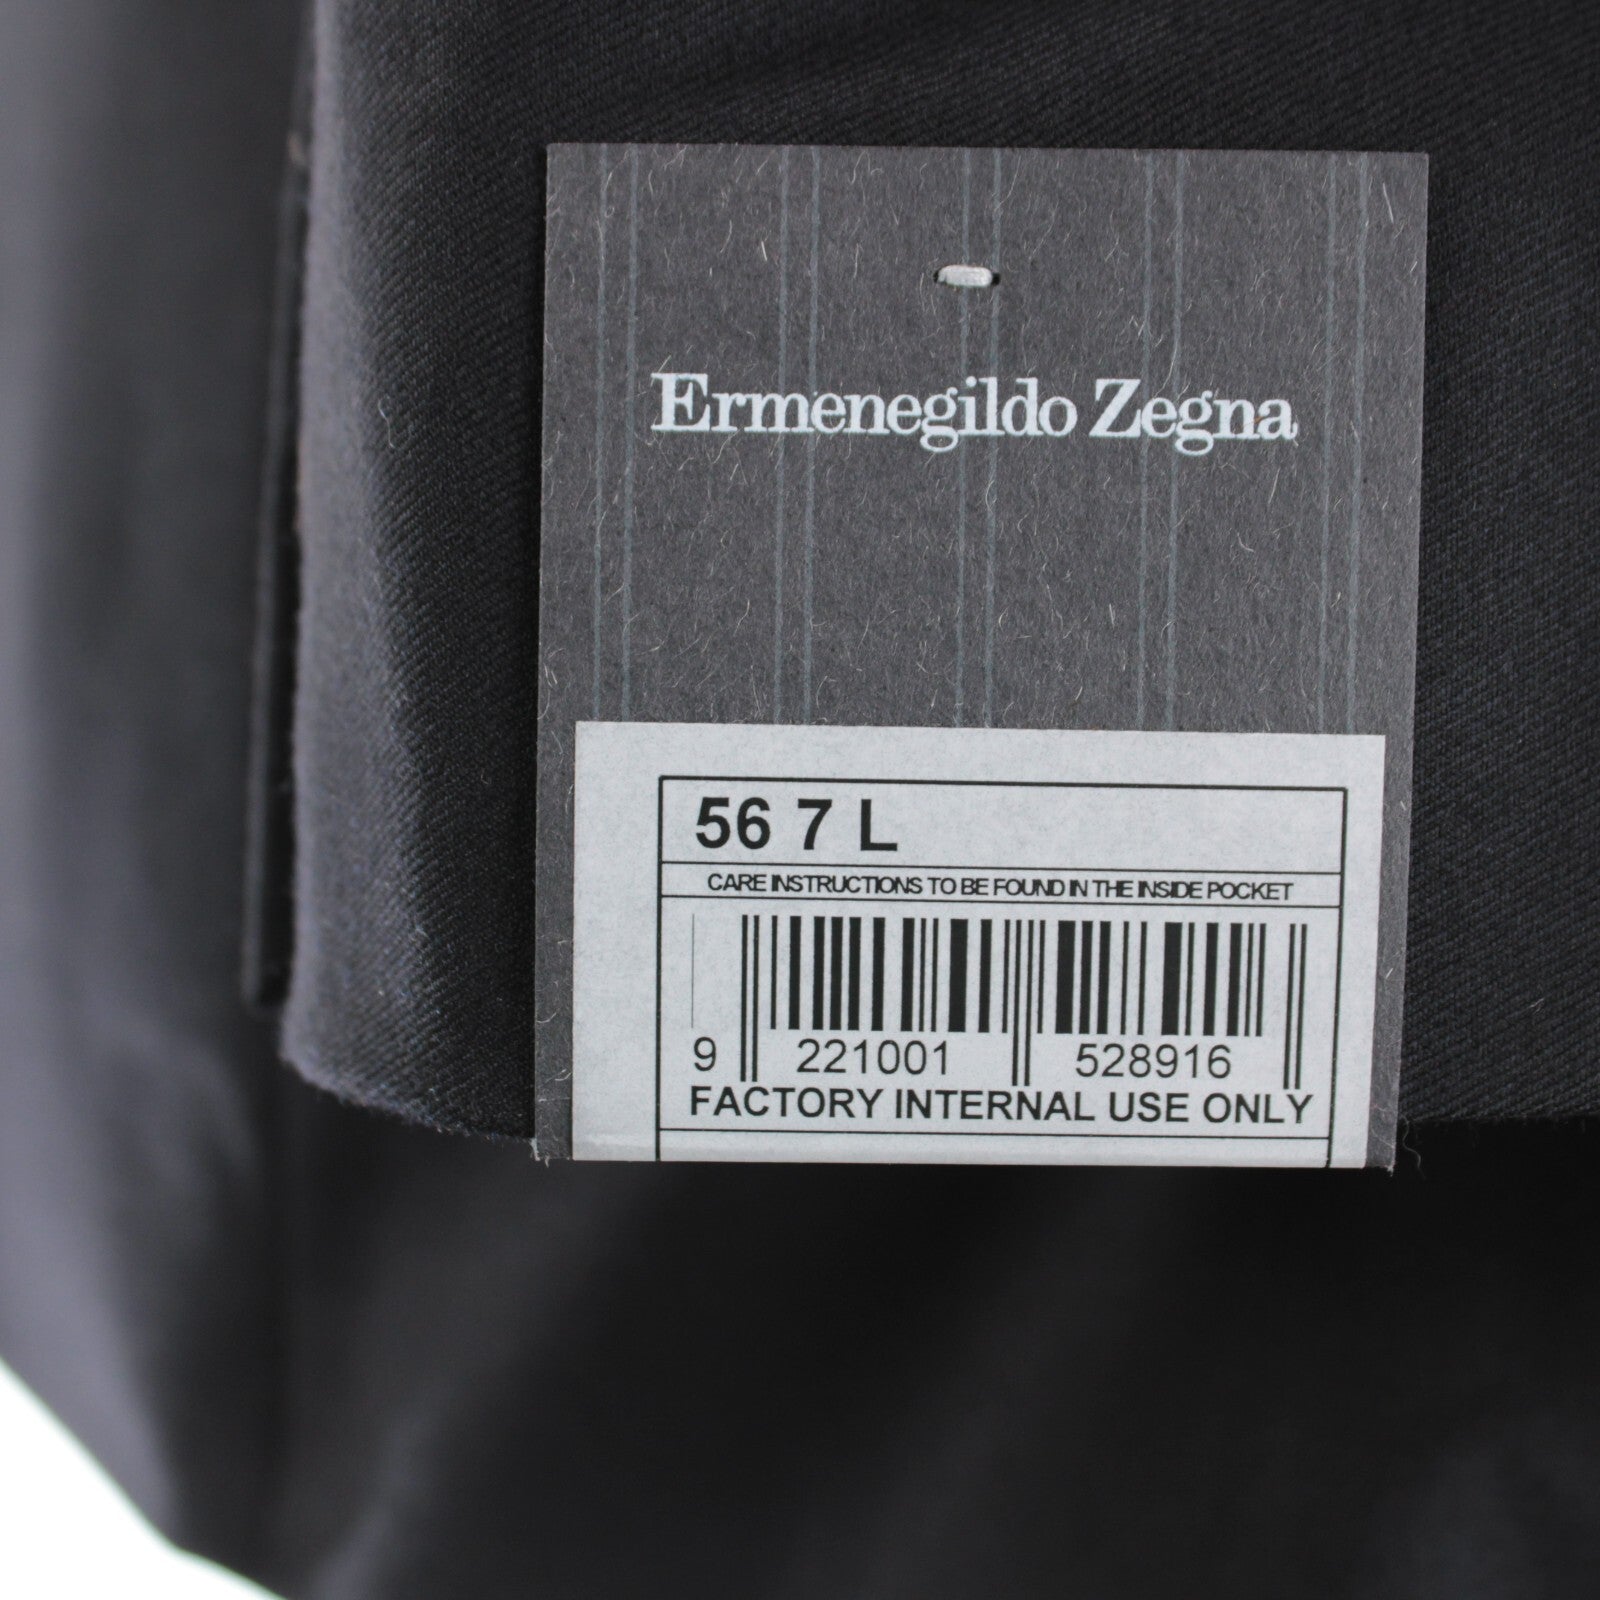 Ermenegildo Zegna
56 7 L
CARE INSTRUCTIONS TO BE FOUND IN THE INSIDE POCKET
9 221001 528916
FACTORY INTERNAL USE ONLY